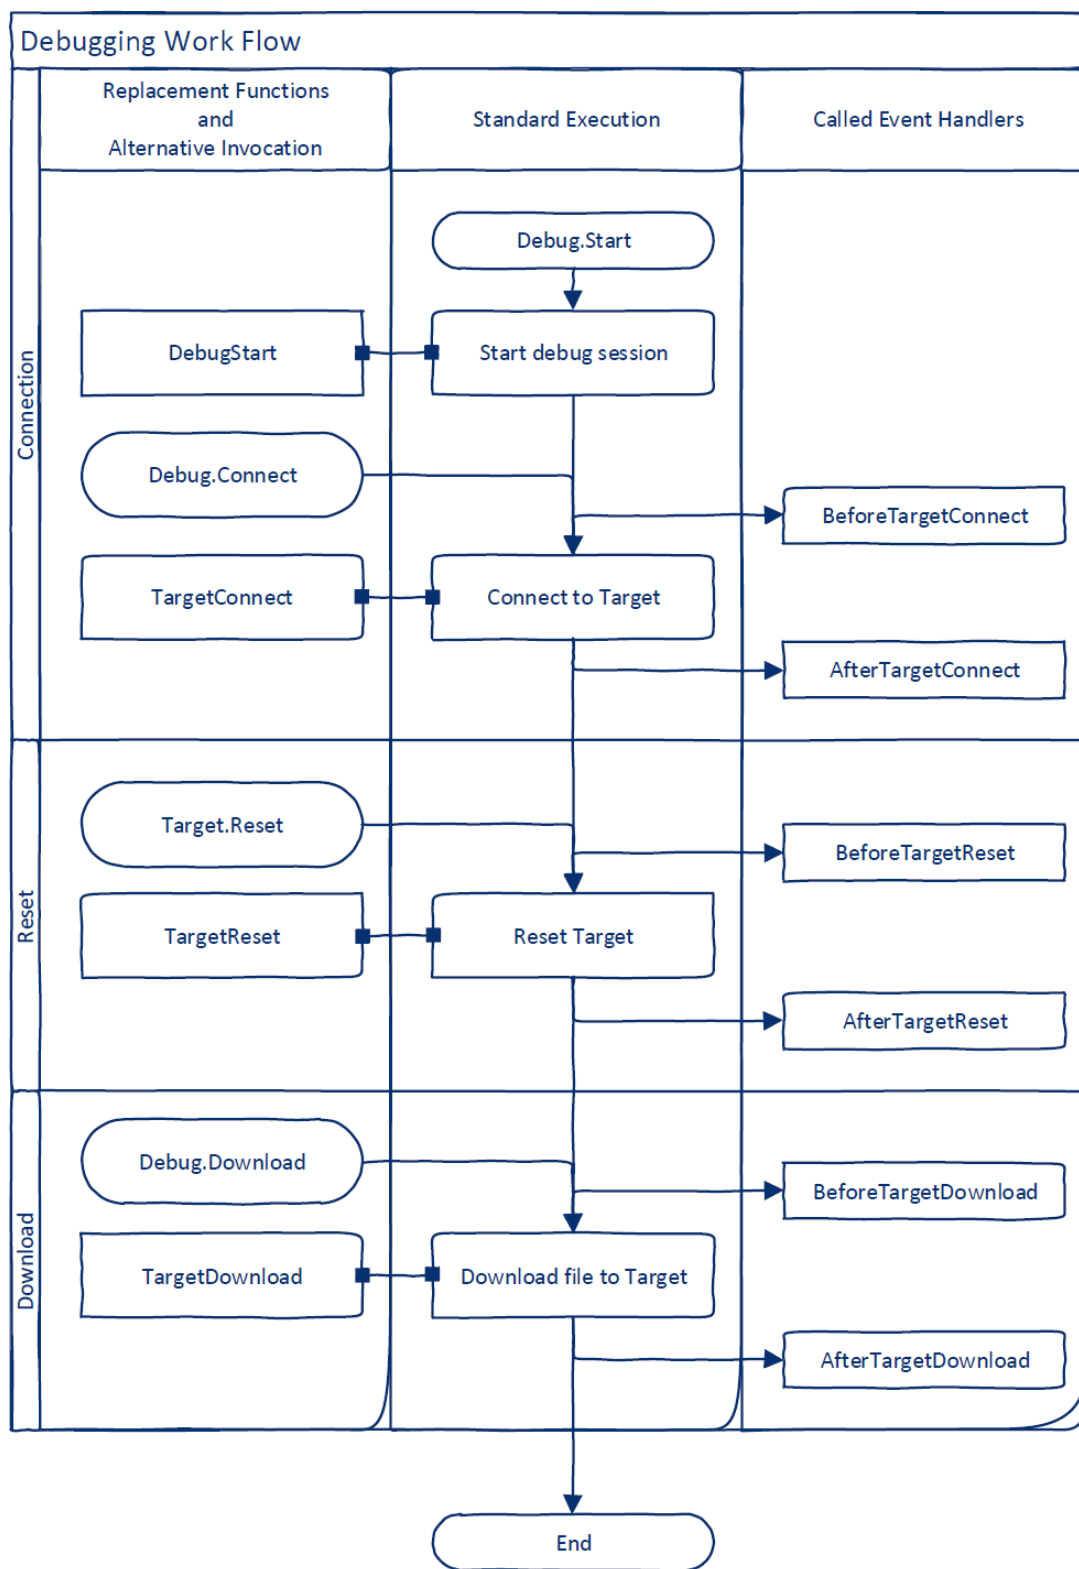 Debugging Work Flow
Replacement Functions
and
Alternative Invocation
Standard Execution
Called Event Handlers
Connection
Debug.Start
DebugStart
Start debug session
Debug.Connect
BeforeTargetConnect
TargetConnect
Connect to Target
AfterTargetConnect
Reset
Target.Reset
BeforeTargetReset
TargetReset
Reset Target
AfterTargetReset
Download
Debug.Download
BeforeTargetDownload
TargetDownload
Download file to Target
AfterTargetDownload
End